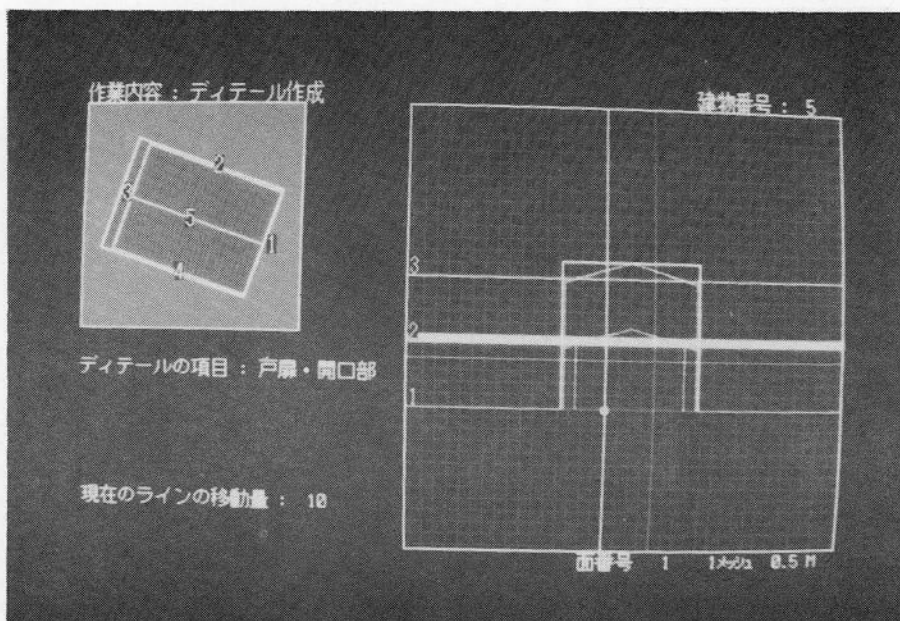 作業内容 : ディテール作成
2
3
5
1
4
ディテールの項目 : 戸扉・開口部
現在のラインの移動量 : 10
建物番号 : 5
3
2
1
面番号 1 1メッシュ 0.5 M